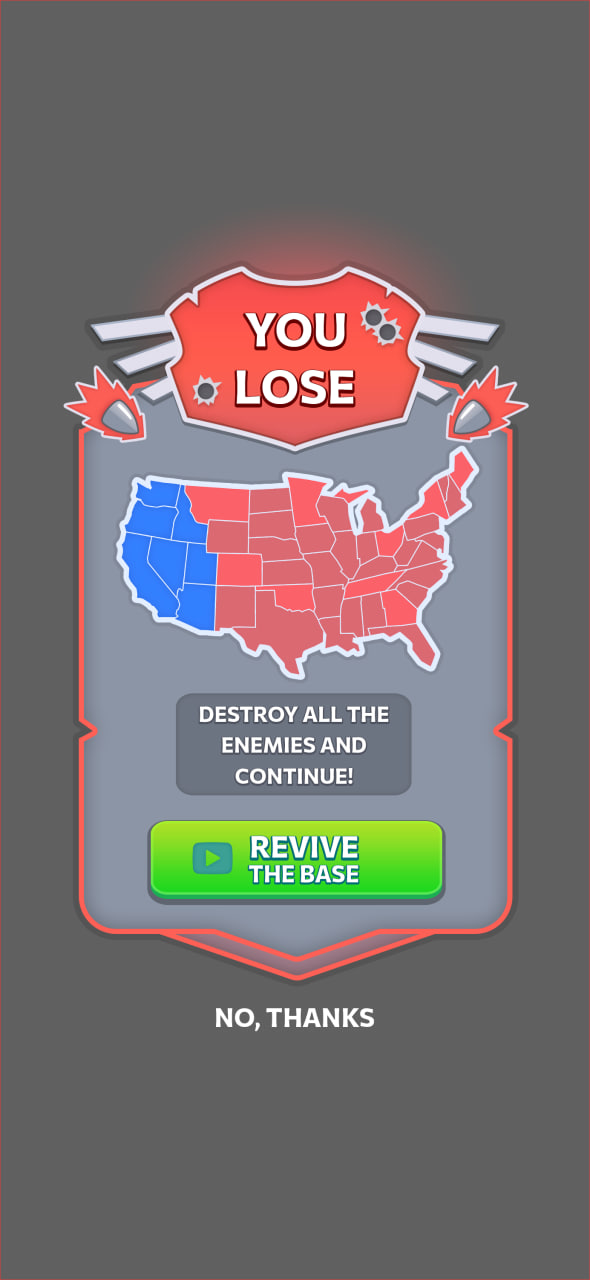 YOU
LOSE
DESTROY ALL THE
ENEMIES AND
CONTINUE!
REVIVE
THE BASE
NO, THANKS